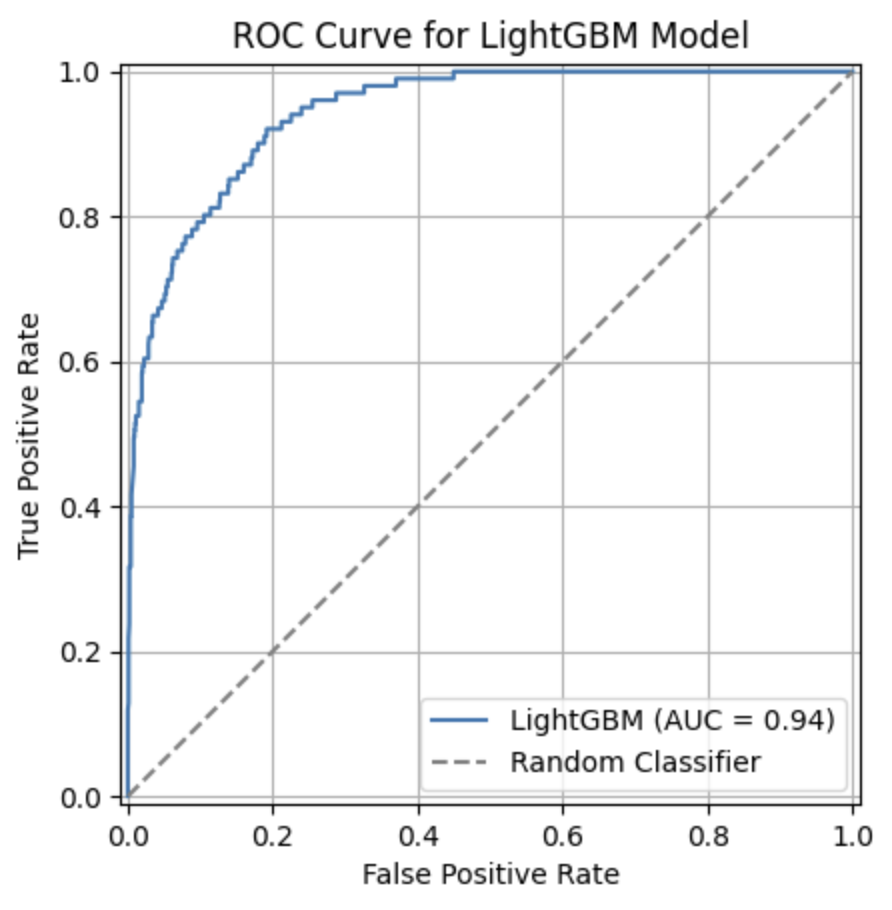 ROC Curve for LightGBM Model
1.0
0.8
0.6
0.4
0.2
0.0
True Positive Rate
LightGBM (AUC = 0.94)
Random Classifier
0.0 0.2 0.4 0.6 0.8 1.0
False Positive Rate